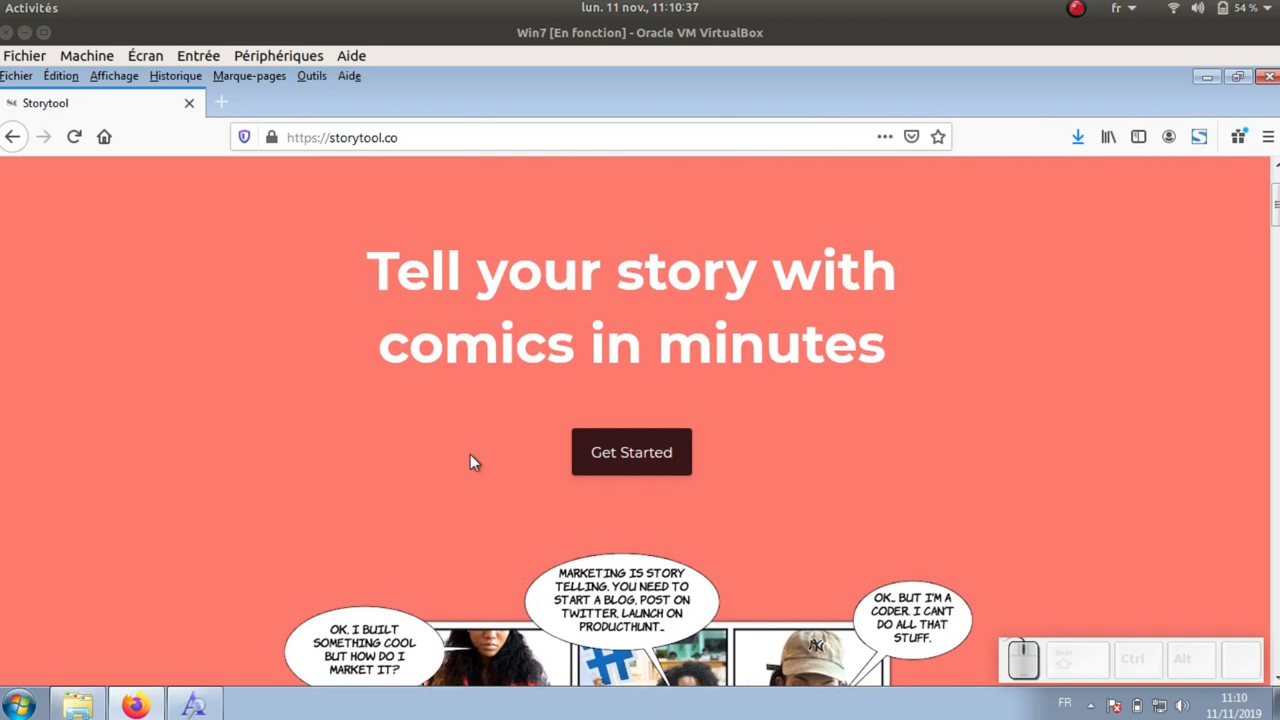 Activités
lun. 11 nov., 11:10:37
fr
54 %
Win7 [En fonction] - Oracle VM VirtualBox
Fichier Machine Écran Entrée Périphériques Aide
Fichier Édition Affichage Historique Marque-pages Outils Aide
Storytool
https://storytool.co
Tell your story with
comics in minutes
Get Started
OK, I BUILT
SOMETHING COOL
BUT HOW DO I
MARKET IT?
MARKETING IS STORY
TELLING. YOU NEED TO
START A BLOG, POST ON
TWITTER, LAUNCH ON
PRODUCTHUNT...
OK... BUT I'M A
CODER. I CAN'T
DO ALL THAT
STUFF.
Shift
Ctrl
Alt
FR
11:10
11/11/2019